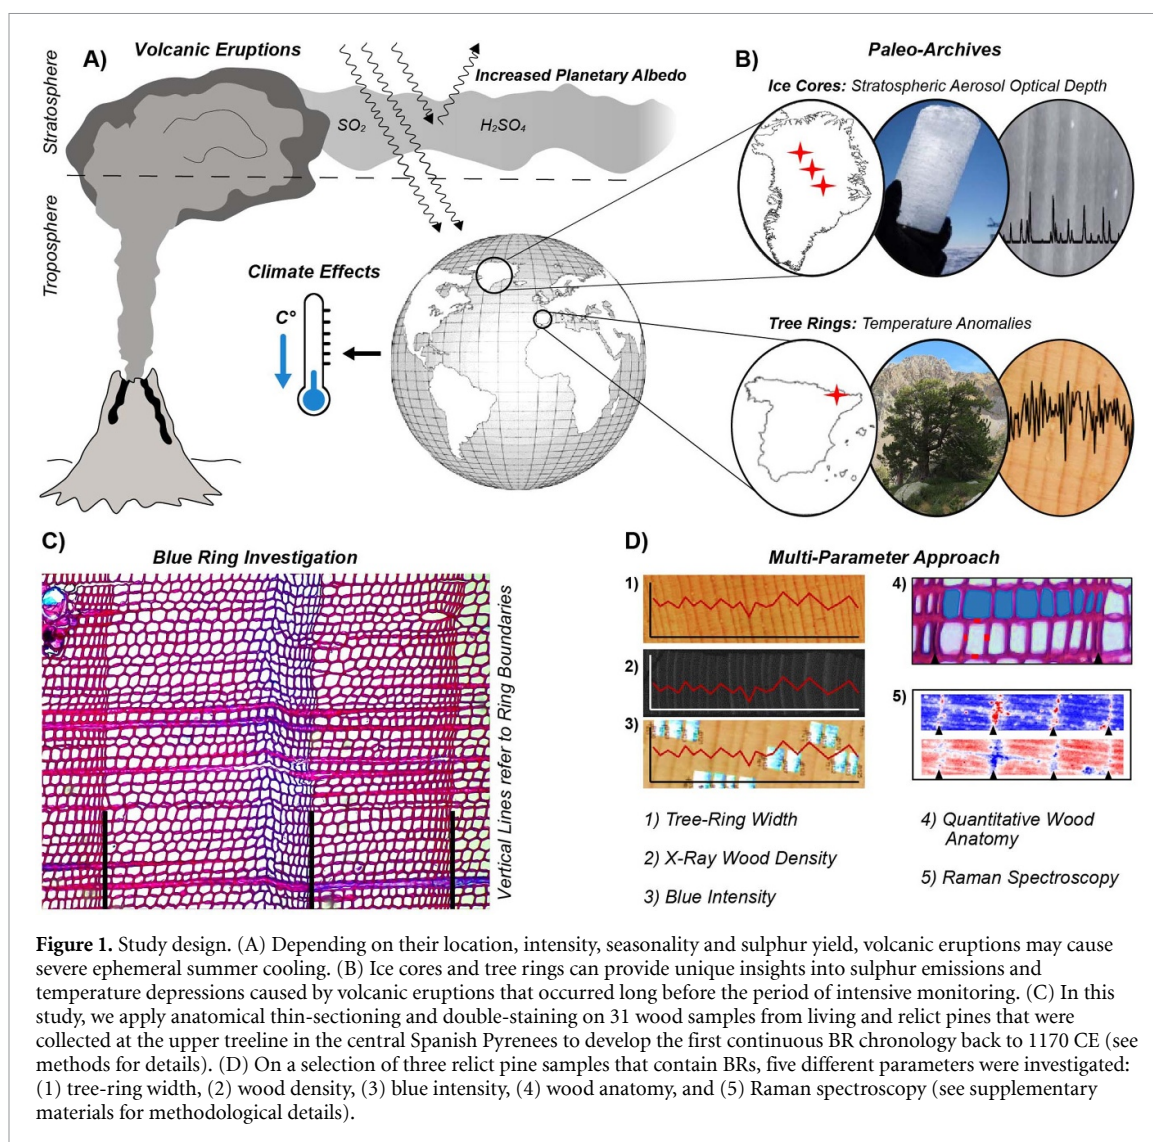 A)
Volcanic Eruptions
Stratosphere
Troposphere
SO₂
H₂SO₄
Increased Planetary Albedo
Climate Effects
C°
B)
Paleo-Archives
Ice Cores: Stratospheric Aerosol Optical Depth
Tree Rings: Temperature Anomalies
C)
Blue Ring Investigation
Vertical Lines refer to Ring Boundaries
D)
Multi-Parameter Approach
1)
2)
3)
4)
5)
1) Tree-Ring Width
2) X-Ray Wood Density
3) Blue Intensity
4) Quantitative Wood
Anatomy
5) Raman Spectroscopy
Figure 1. Study design. (A) Depending on their location, intensity, seasonality and sulphur yield, volcanic eruptions may cause
severe ephemeral summer cooling. (B) Ice cores and tree rings can provide unique insights into sulphur emissions and
temperature depressions caused by volcanic eruptions that occurred long before the period of intensive monitoring. (C) In this
study, we apply anatomical thin-sectioning and double-staining on 31 wood samples from living and relict pines that were
collected at the upper treeline in the central Spanish Pyrenees to develop the first continuous BR chronology back to 1170 CE (see
methods for details). (D) On a selection of three relict pine samples that contain BRs, five different parameters were investigated:
(1) tree-ring width, (2) wood density, (3) blue intensity, (4) wood anatomy, and (5) Raman spectroscopy (see supplementary
materials for methodological details).